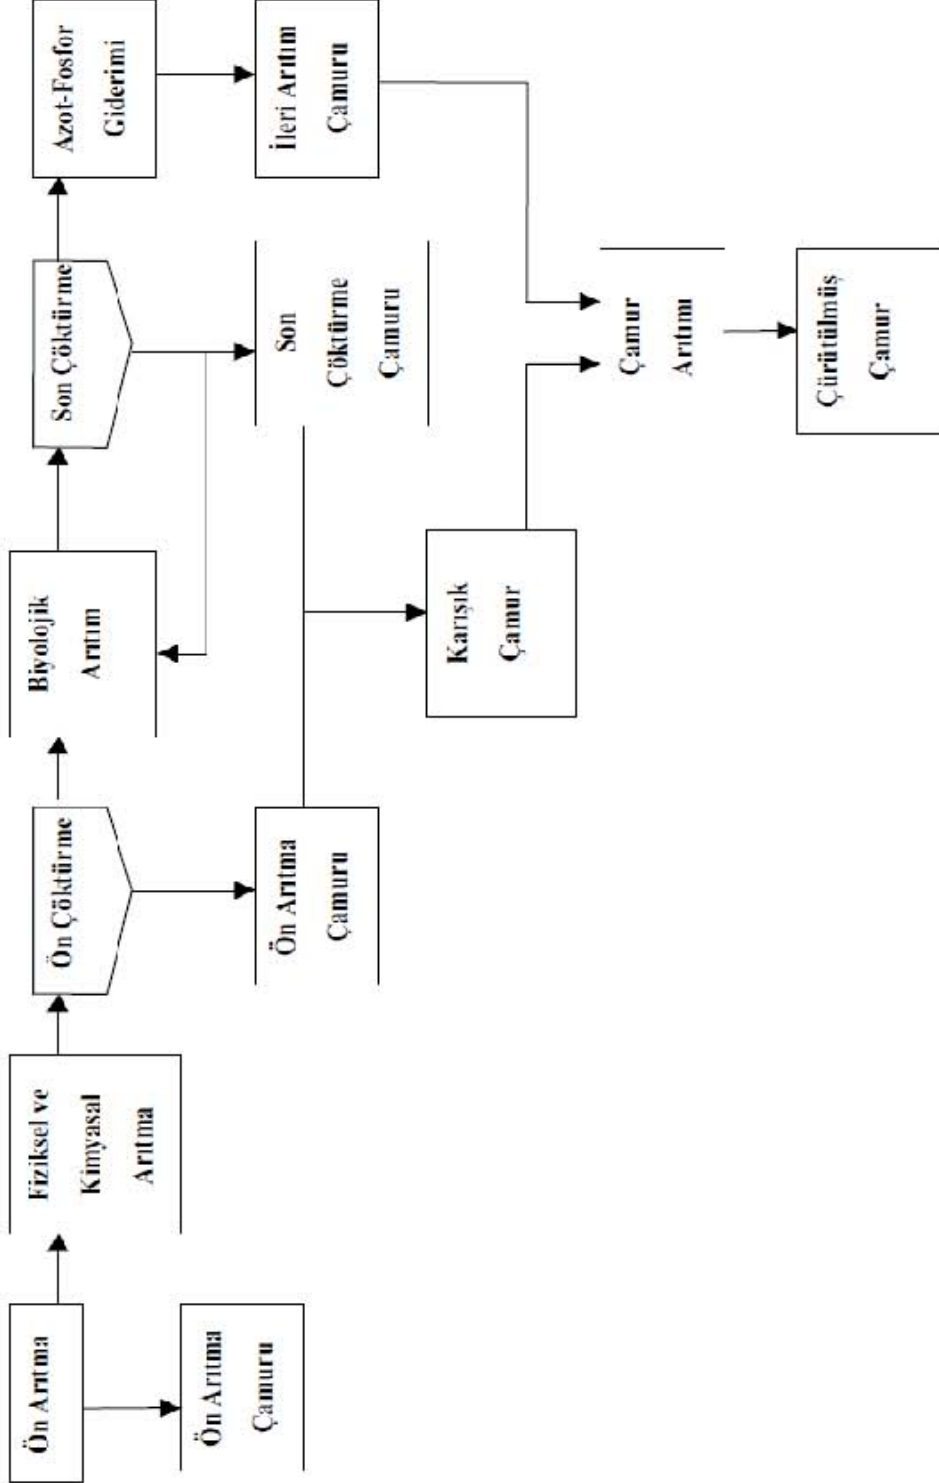 Ön Arıtma
Fiziksel ve
Kimyasal
Arıtma
Ön Çöktürme
Biyolojik
Arıtım
Son Çöktürme
Azot-Fosfor
Giderimi
Ön Arıtma
Çamuru
Ön Arıtma
Çamuru
Son
Çöktürme
Çamuru
İleri Arıtım
Çamuru
Karışık
Çamur
Çamur
Arıtımı
Çürütülmüş
Çamur